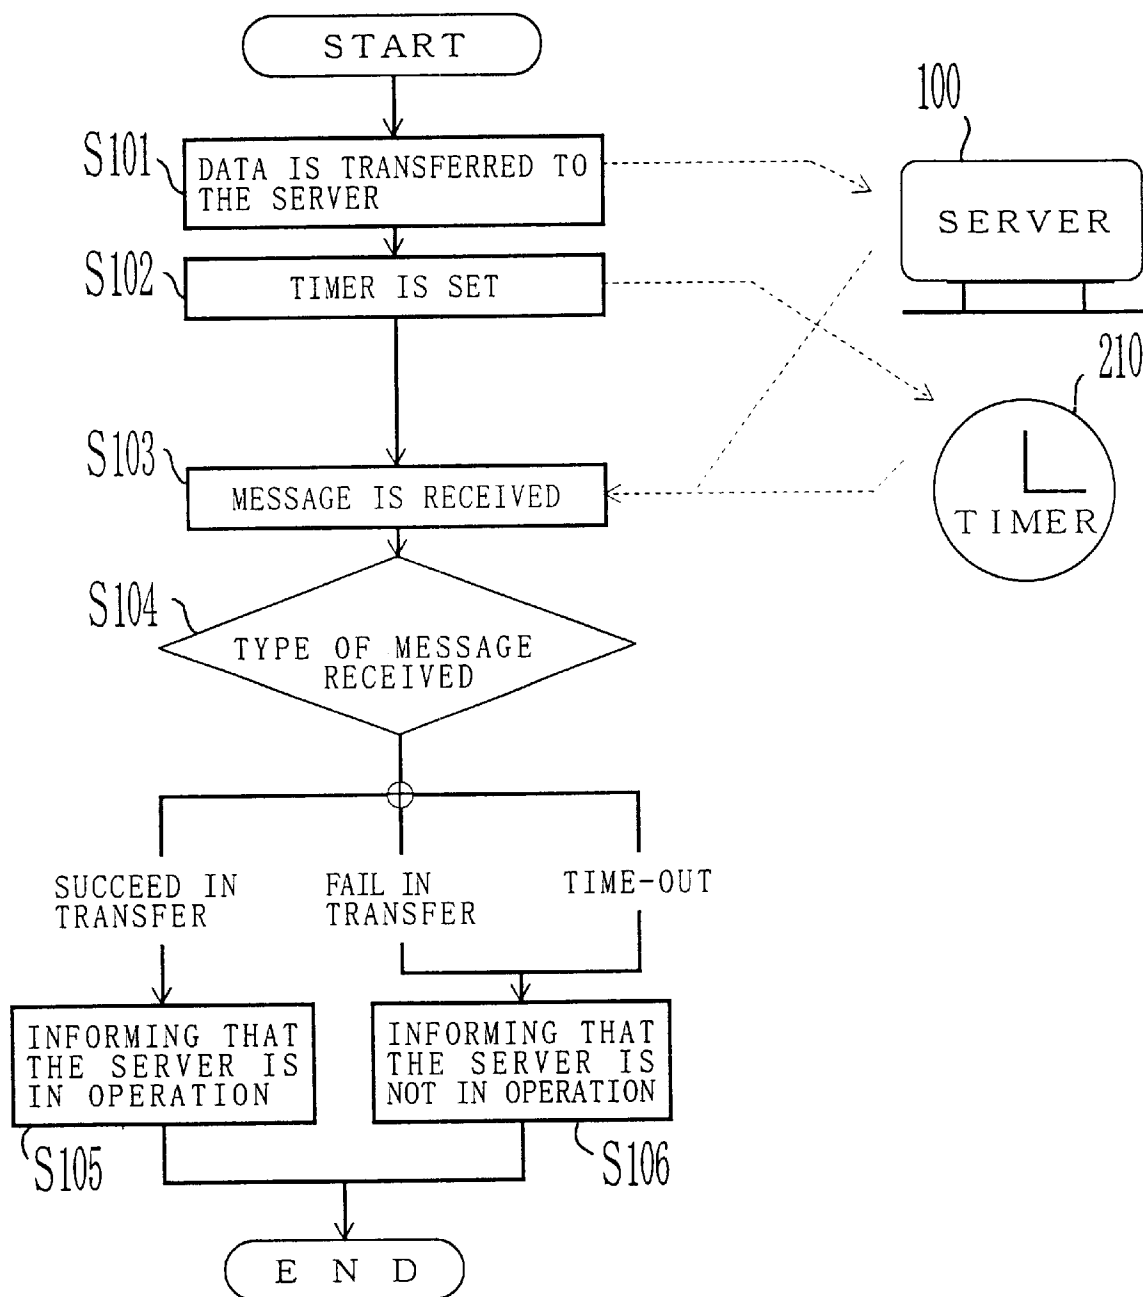 START
100
S101
DATA IS TRANSFERRED TO
THE SERVER
SERVER
S102
TIMER IS SET
210
S103
MESSAGE IS RECEIVED
TIMER
S104
TYPE OF MESSAGE
RECEIVED
SUCCEED IN
TRANSFER
FAIL IN
TRANSFER
TIME-OUT
INFORMING THAT
THE SERVER IS
IN OPERATION
INFORMING THAT
THE SERVER IS
NOT IN OPERATION
S105
S106
END